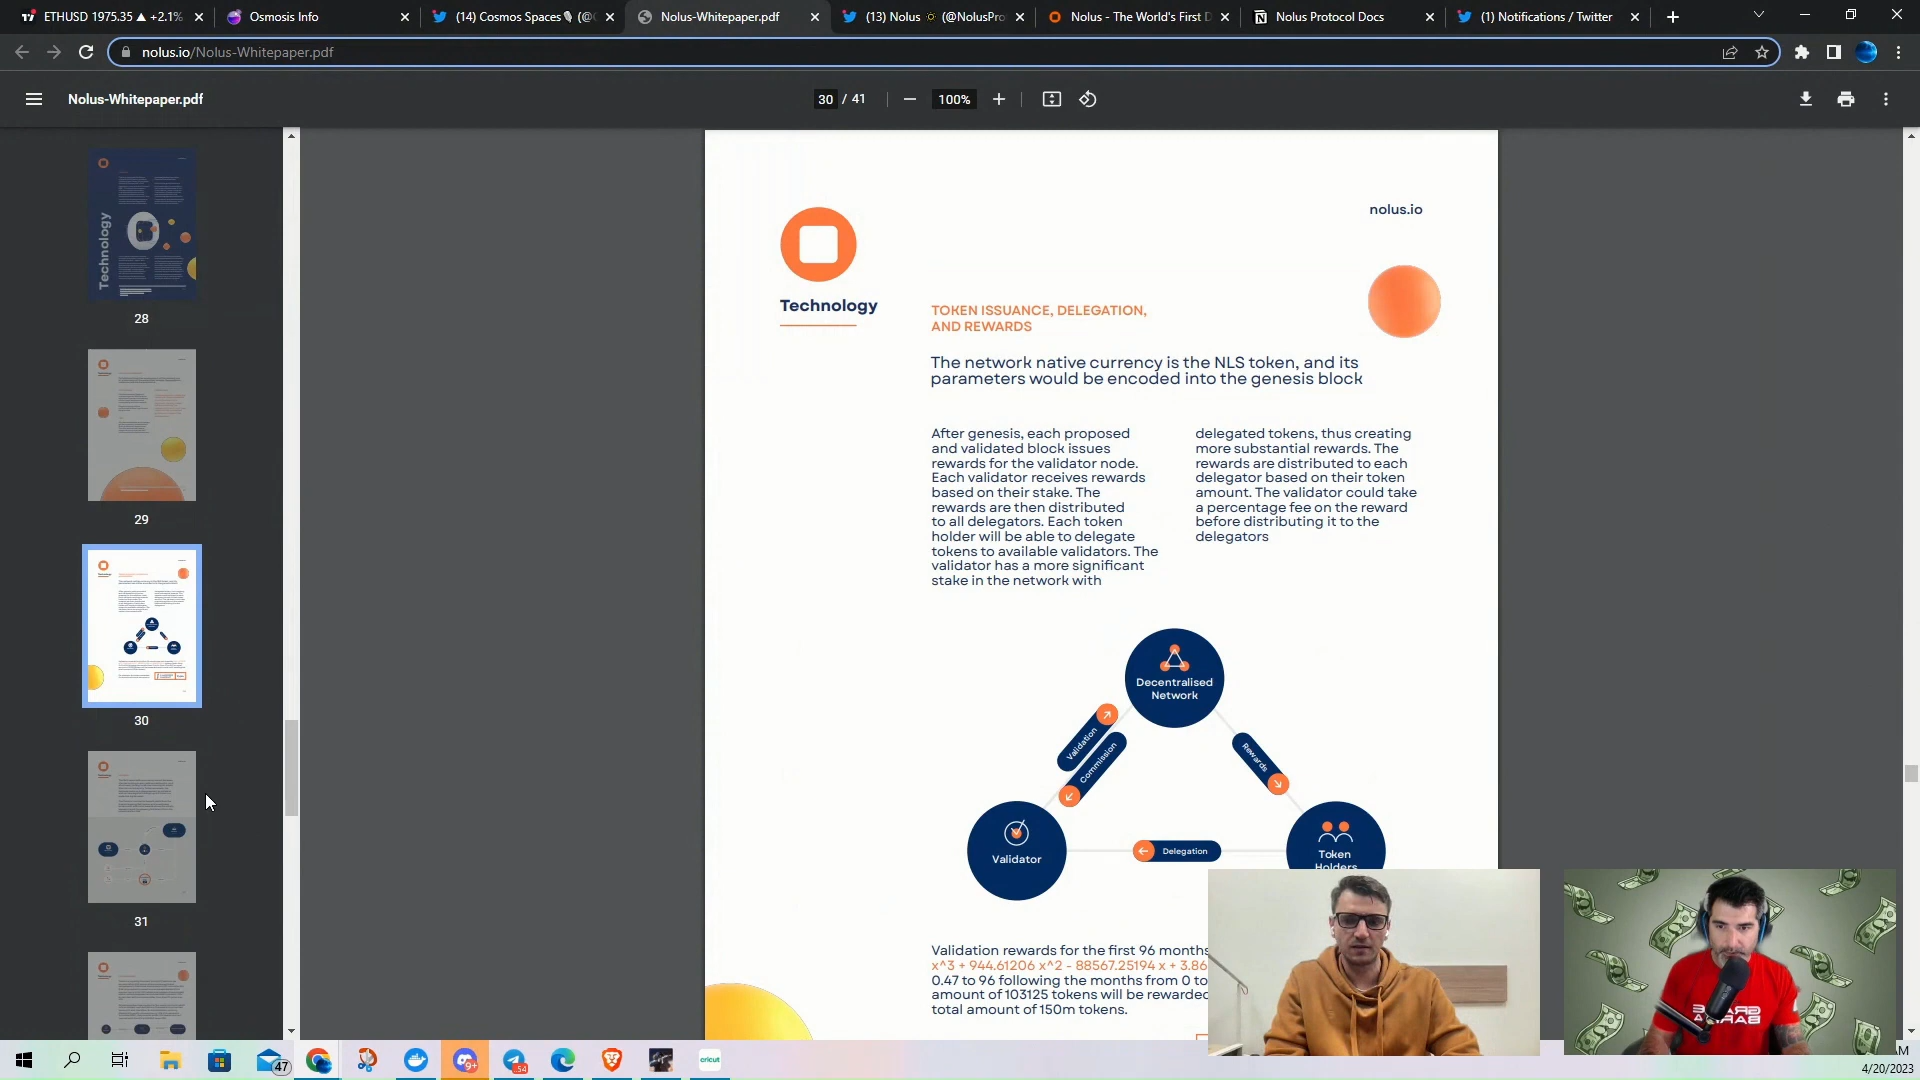 ETHUSD 1975.35 ▲ +2.1%
Osmosis Info
(14) Cosmos Spaces
Nolus-Whitepaper.pdf
(13) Nolus (@NolusPro
Nolus - The World's First D
Nolus Protocol Docs
(1) Notifications / Twitter
nolus.io/Nolus-Whitepaper.pdf
Nolus-Whitepaper.pdf
30 / 41
100%
Technology
28
29
30
31
nolus.io
Technology
TOKEN ISSUANCE, DELEGATION,
AND REWARDS
The network native currency is the NLS token, and its
parameters would be encoded into the genesis block
After genesis, each proposed
and validated block issues
rewards for the validator node.
Each validator receives rewards
based on their stake. The
rewards are then distributed
to all delegators. Each token
holder will be able to delegate
tokens to available validators. The
validator has a more significant
stake in the network with
delegated tokens, thus creating
more substantial rewards. The
rewards are distributed to each
delegator based on their token
amount. The validator could take
a percentage fee on the reward
before distributing it to the
delegators
Decentralised
Network
Validation
Commission
Rewards
Validator
Delegation
Token
Holders
Validation rewards for the first 96 months
x^3 + 944.61206 x^2 - 88567.25194 x + 3.86
0.47 to 96 following the months from 0 to
amount of 103125 tokens will be rewarded
total amount of 150m tokens.
47
9+
54
cricut
4/20/2023